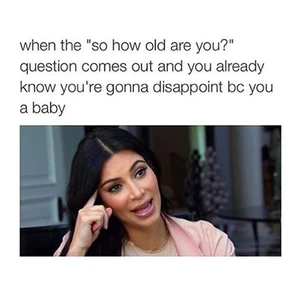 when the "so how old are you?"
question comes out and you already
know you're gonna disappoint bc you
a baby